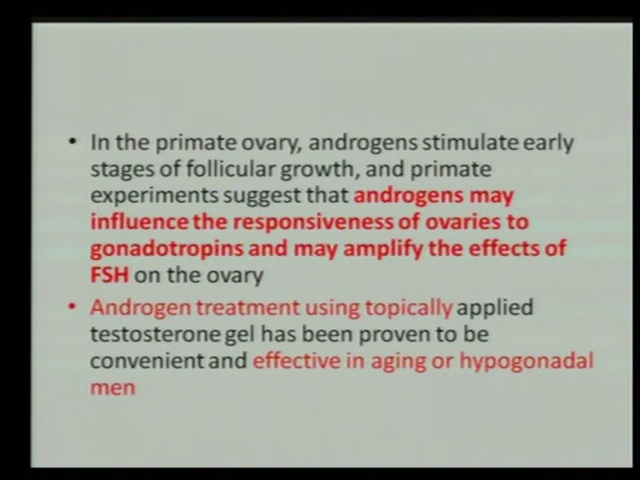 • In the primate ovary, androgens stimulate early
stages of follicular growth, and primate
experiments suggest that androgens may
influence the responsiveness of ovaries to
gonadotropins and may amplify the effects of
FSH on the ovary
• Androgen treatment using topically applied
testosterone gel has been proven to be
convenient and effective in aging or hypogonadal
men